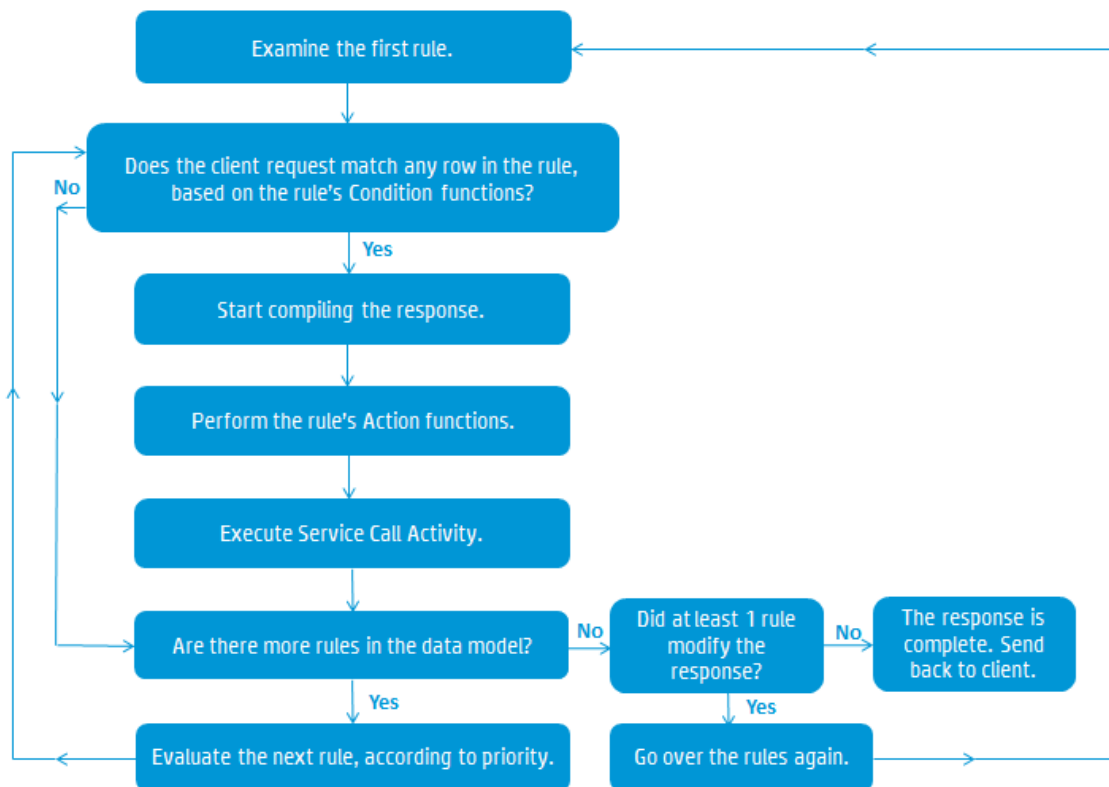 Examine the first rule.
Does the client request match any row in the rule,
based on the rule's Condition functions?
No
Yes
Start compiling the response.
Perform the rule's Action functions.
Execute Service Call Activity.
Are there more rules in the data model?
No
Did at least 1 rule
modify the
response?
No
The response is
complete. Send
back to client.
Yes
Yes
Evaluate the next rule, according to priority.
Go over the rules again.